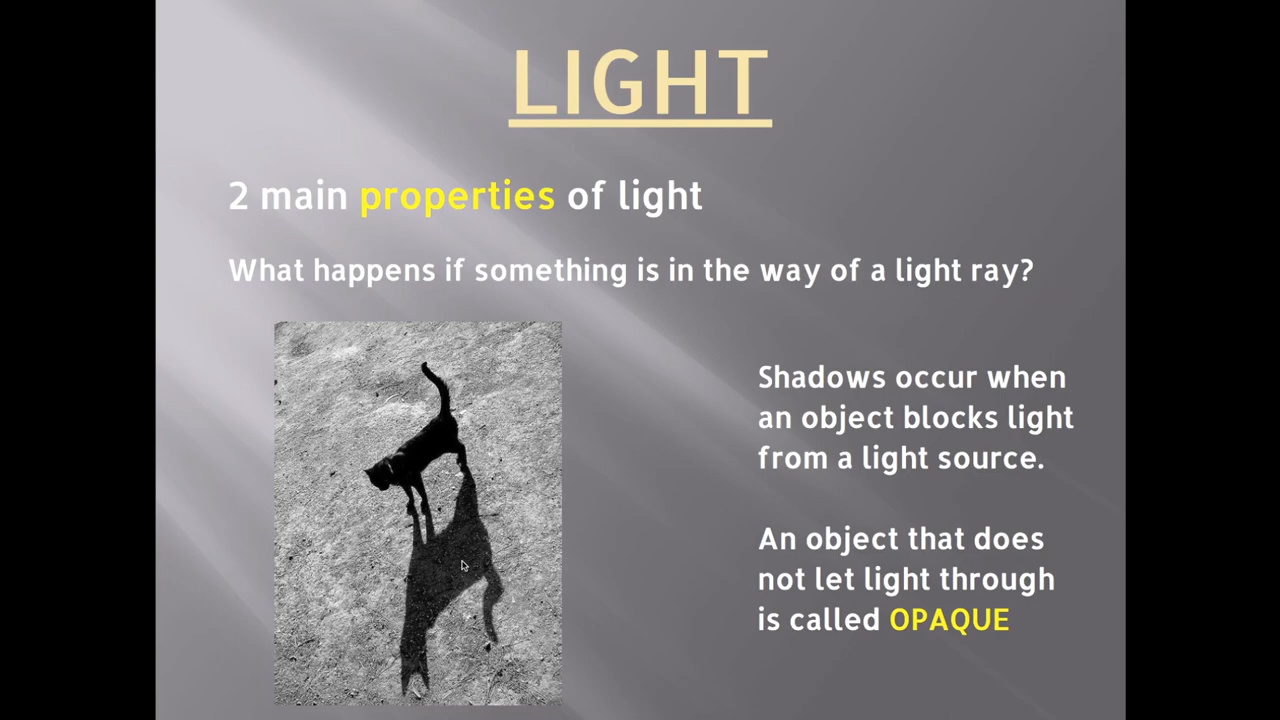 LIGHT
2 main properties of light
What happens if something is in the way of a light ray?
Shadows occur when
an object blocks light
from a light source.
An object that does
not let light through
is called OPAQUE